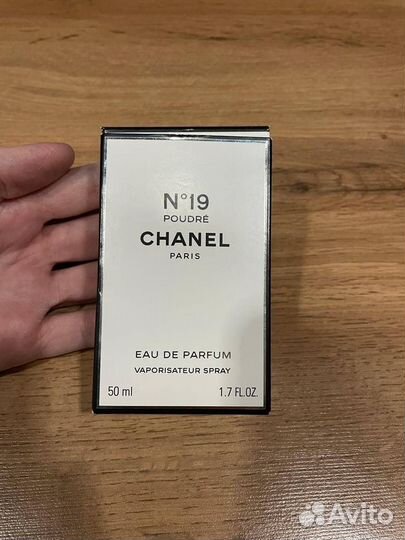 N°19
POUDRÉ
CHANEL
PARIS
EAU DE PARFUM
VAPORISATEUR SPRAY
50 ml 1.7 FL.OZ.
Avito